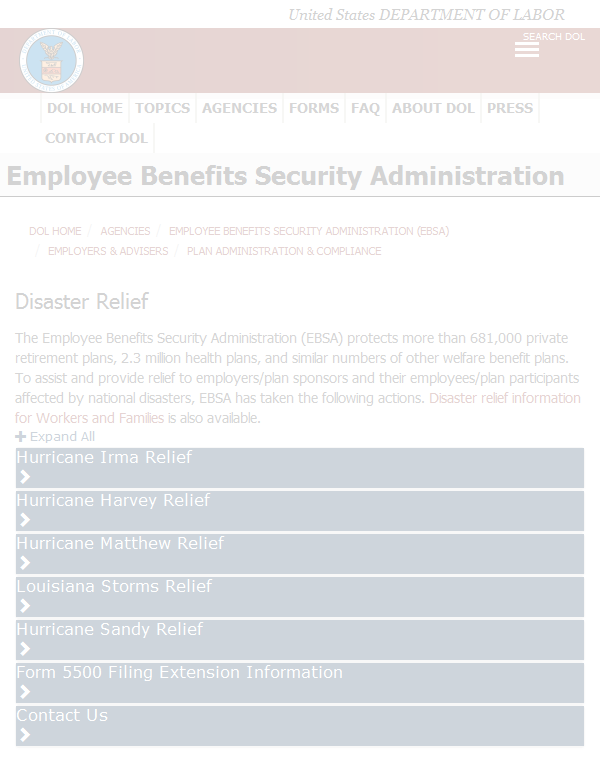 United States DEPARTMENT OF LABOR
SEARCH DOL
DOL HOME TOPICS AGENCIES FORMS FAQ ABOUT DOL PRESS
CONTACT DOL
Employee Benefits Security Administration
DOL HOME / AGENCIES / EMPLOYEE BENEFITS SECURITY ADMINISTRATION (EBSA)
/ EMPLOYERS & ADVISERS / PLAN ADMINISTRATION & COMPLIANCE
Disaster Relief
The Employee Benefits Security Administration (EBSA) protects more than 681,000 private
retirement plans, 2.3 million health plans, and similar numbers of other welfare benefit plans.
To assist and provide relief to employers/plan sponsors and their employees/plan participants
affected by national disasters, EBSA has taken the following actions. Disaster relief information
for Workers and Families is also available.
Expand All
Hurricane Irma Relief
Hurricane Harvey Relief
Hurricane Matthew Relief
Louisiana Storms Relief
Hurricane Sandy Relief
Form 5500 Filing Extension Information
Contact Us